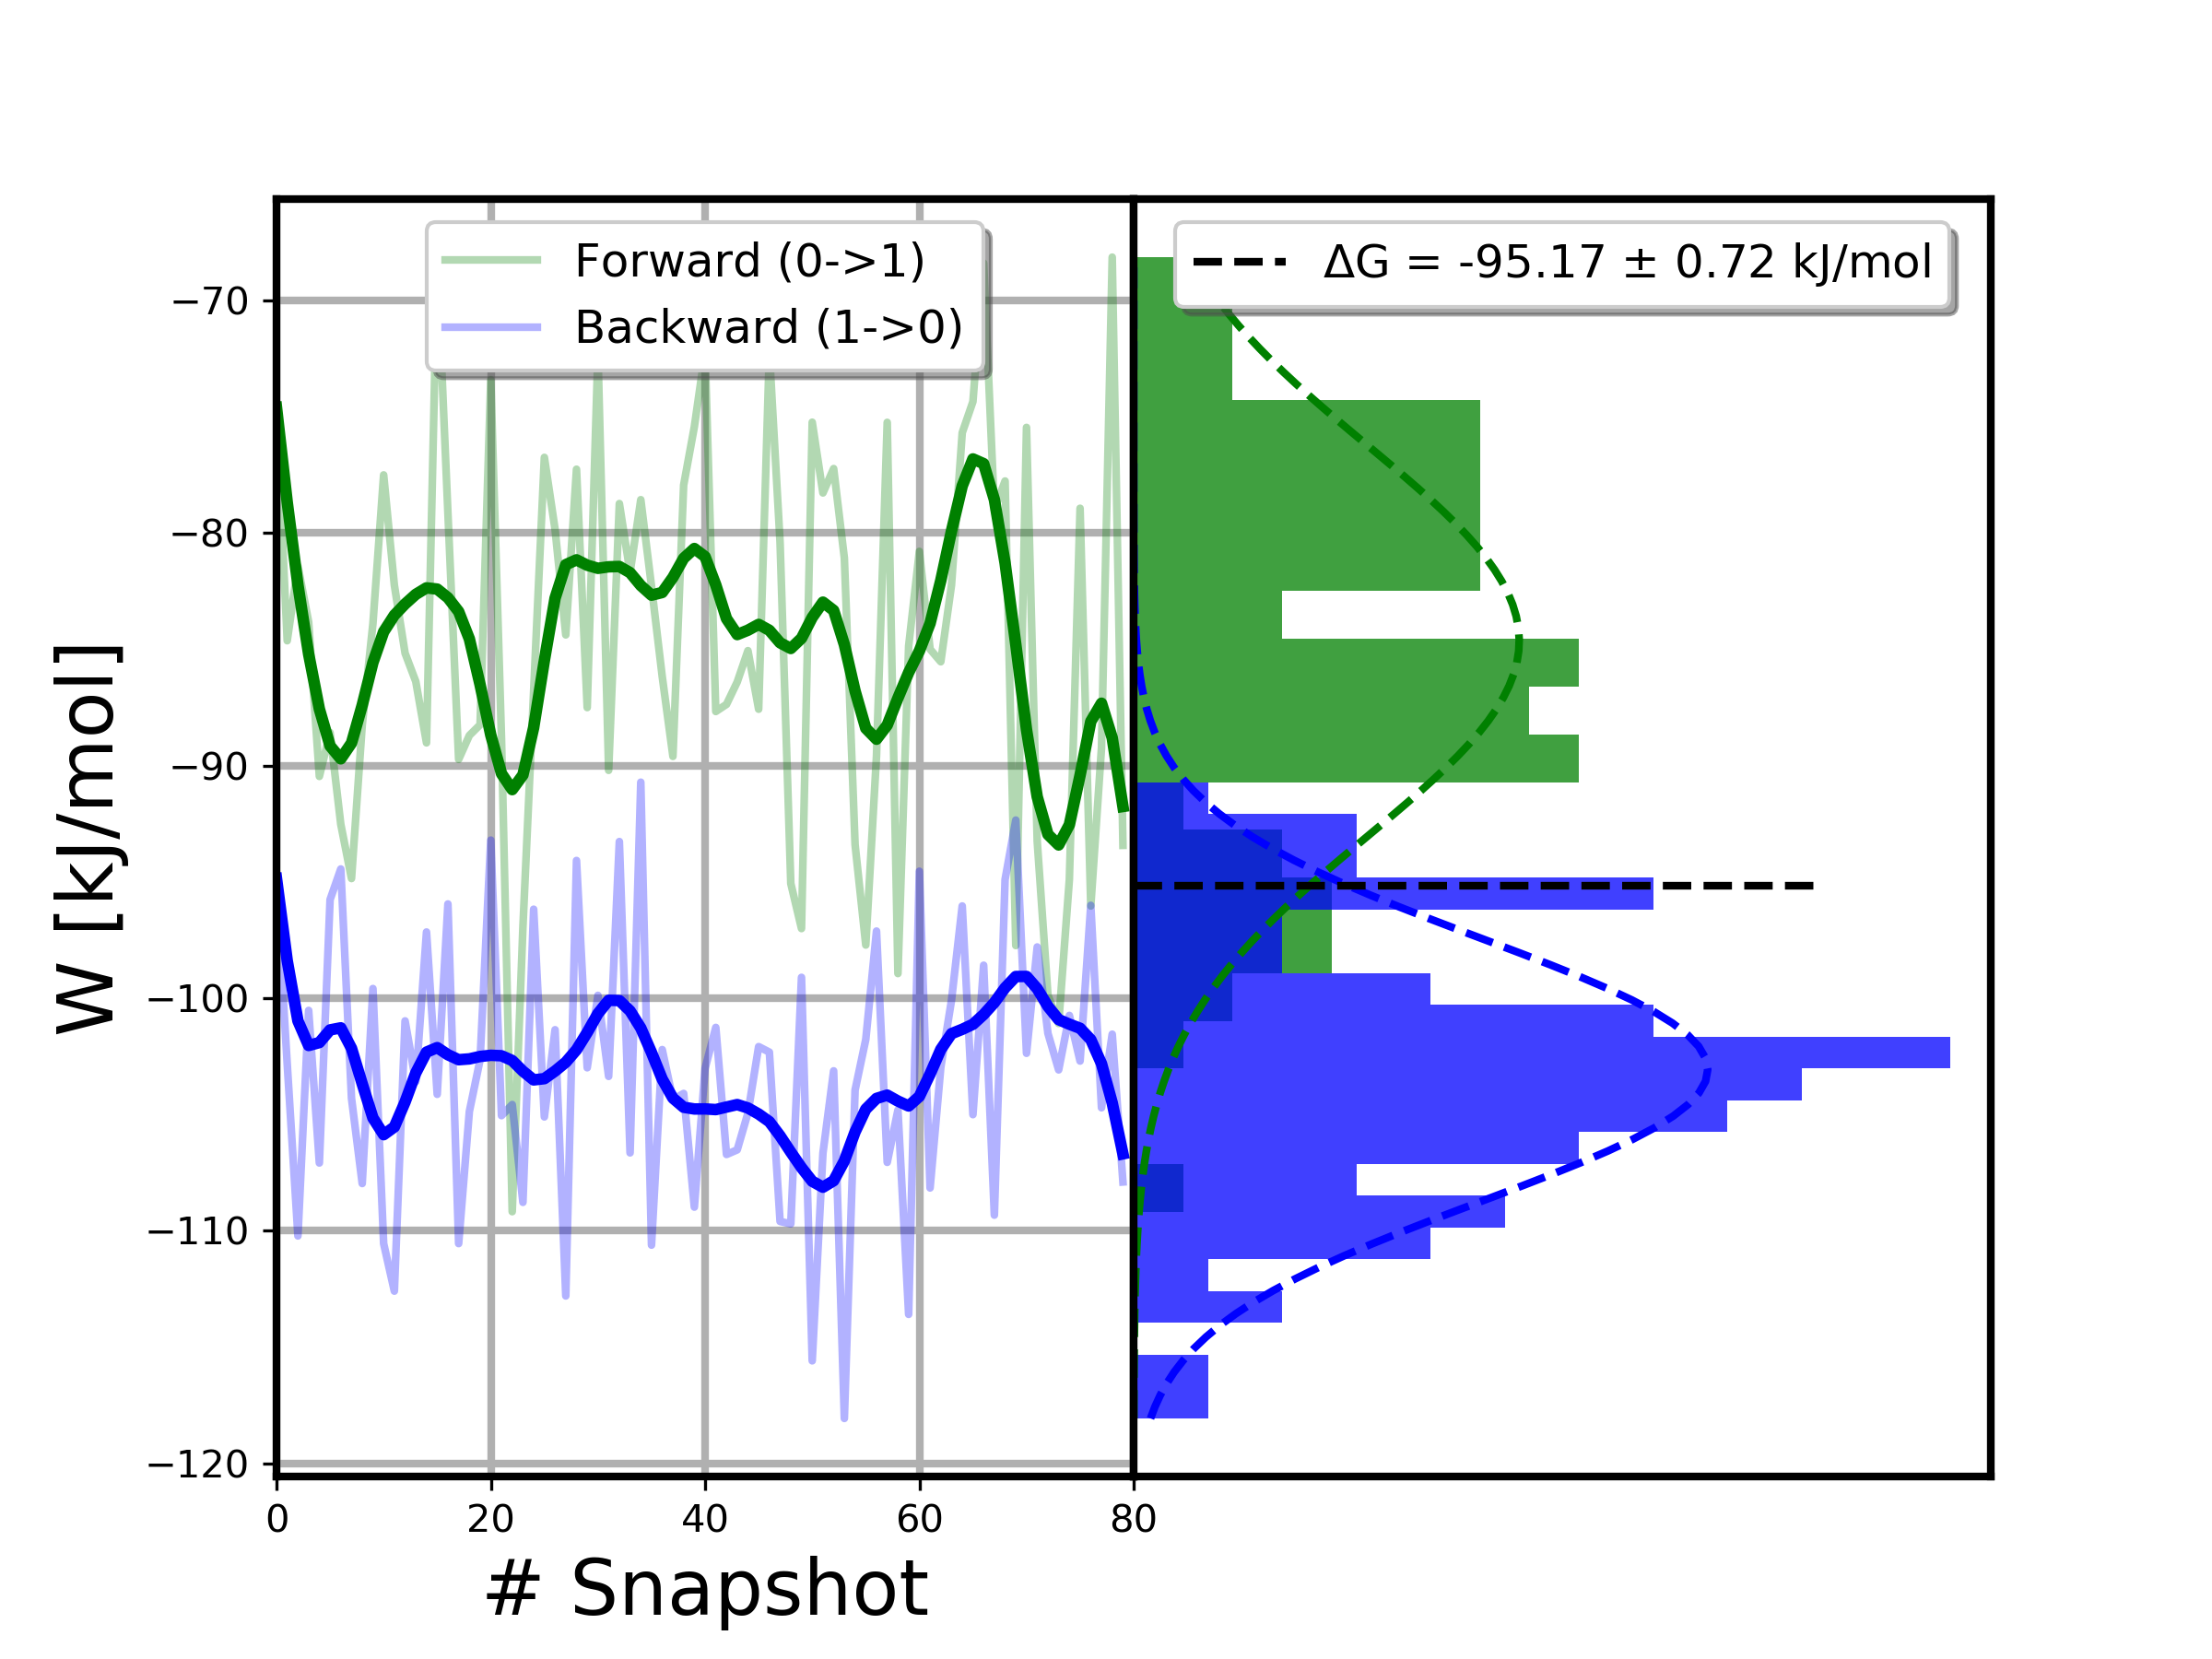 Forward (0->1)
Backward (1->0)
ΔG = -95.17 ± 0.72 kJ/mol
W [kJ/mol]
−70
−80
−90
−100
−110
−120
0
20
40
60
80
# Snapshot